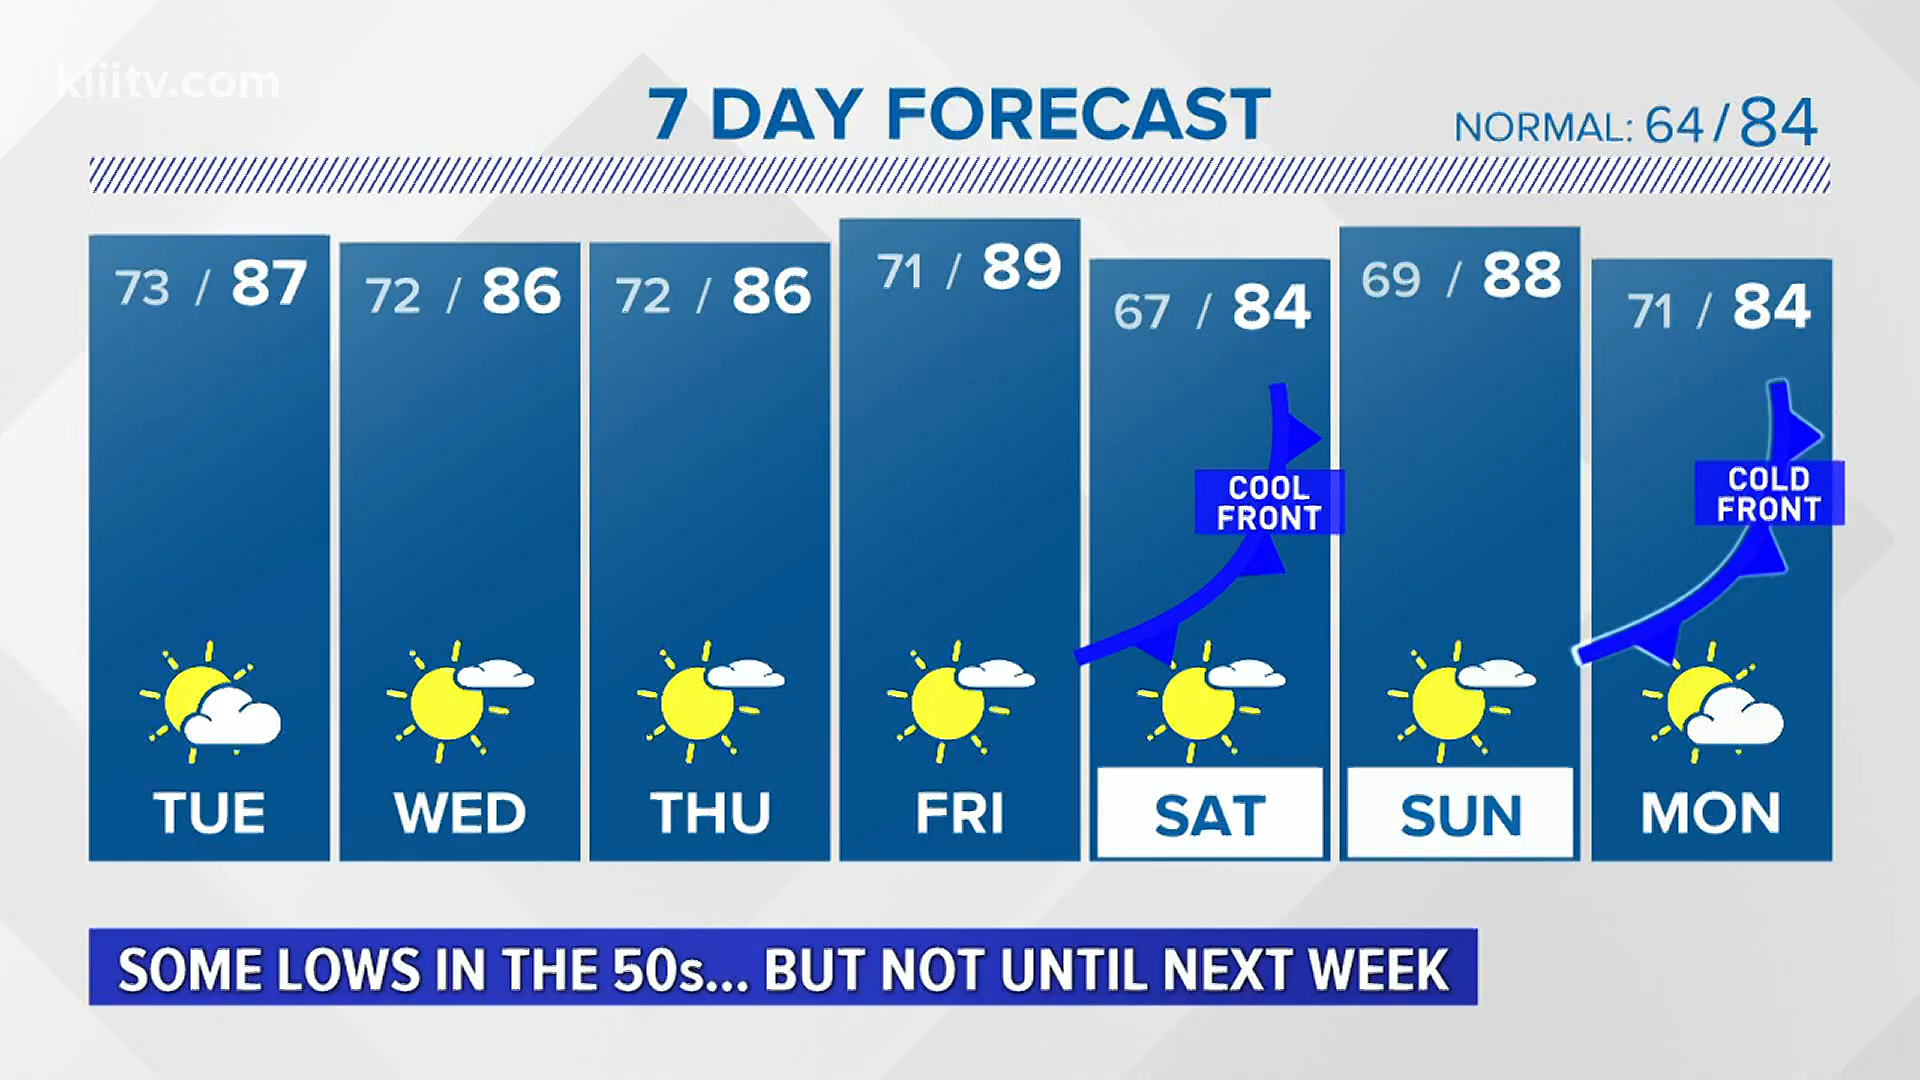 kiiitv.com
7 DAY FORECAST
NORMAL: 64/84
73 / 87
72 / 86
72 / 86
71 / 89
67 / 84
69 / 88
71 / 84
COOL
FRONT
COLD
FRONT
TUE
WED
THU
FRI
SAT
SUN
MON
SOME LOWS IN THE 50s... BUT NOT UNTIL NEXT WEEK